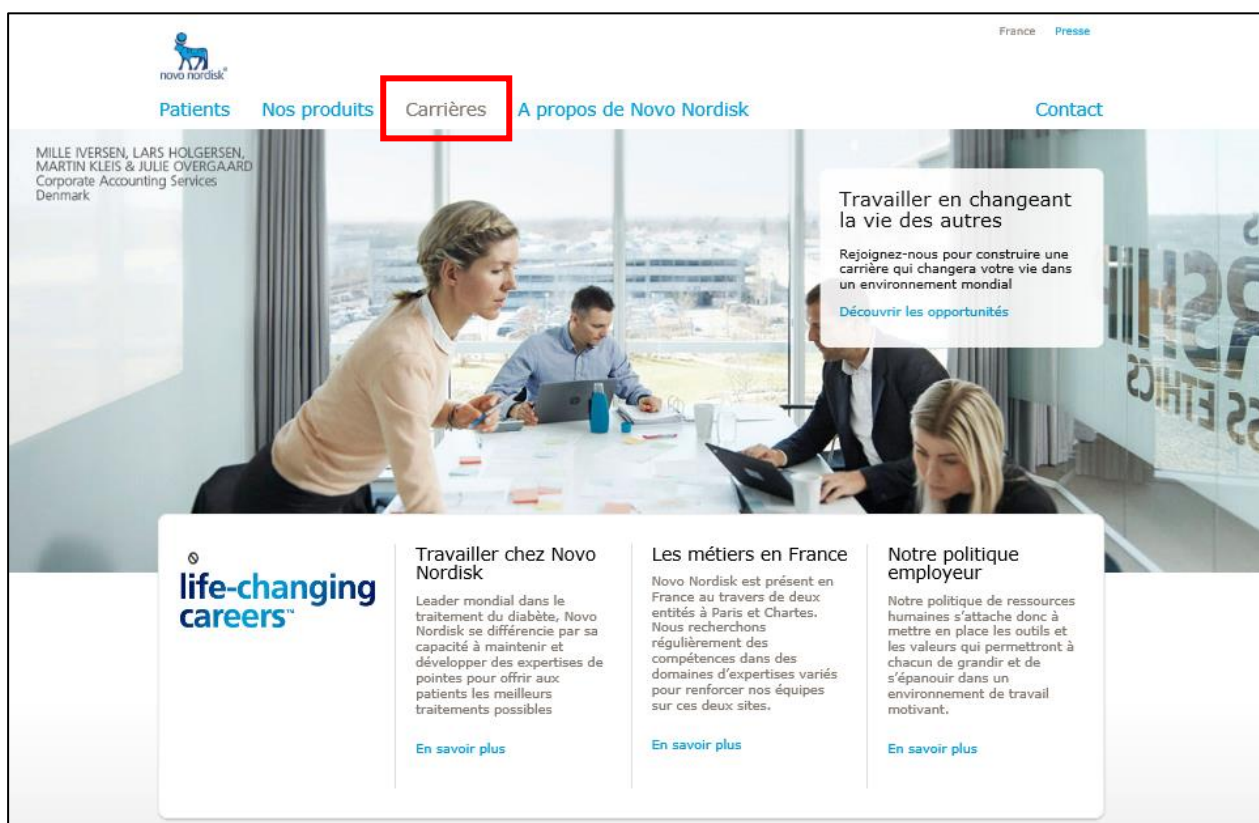 France Presse
novo nordisk®
Patients Nos produits Carrières A propos de Novo Nordisk Contact
MILLE IVERSEN, LARS HOLGERSEN,
MARTIN KLEIS & JULIE OVERGAARD
Corporate Accounting Services
Denmark
Travailler en changeant
la vie des autres
Rejoignez-nous pour construire une
carrière qui changera votre vie dans
un environnement mondial
Découvrir les opportunités
life-changing
careers™
Travailler chez Novo
Nordisk
Leader mondial dans le
traitement du diabète, Novo
Nordisk se différencie par sa
capacité à maintenir et
développer des expertises de
pointes pour offrir aux
patients les meilleurs
traitements possibles
En savoir plus
Les métiers en France
Novo Nordisk est présent en
France au travers de deux
entités à Paris et Chartes.
Nous recherchons
régulièrement des
compétences dans des
domaines d'expertises variés
pour renforcer nos équipes
sur ces deux sites.
En savoir plus
Notre politique
employeur
Notre politique de ressources
humaines s'attache donc à
mettre en place les outils et
les valeurs qui permettront à
chacun de grandir et de
s'épanouir dans un
environnement de travail
motivant.
En savoir plus